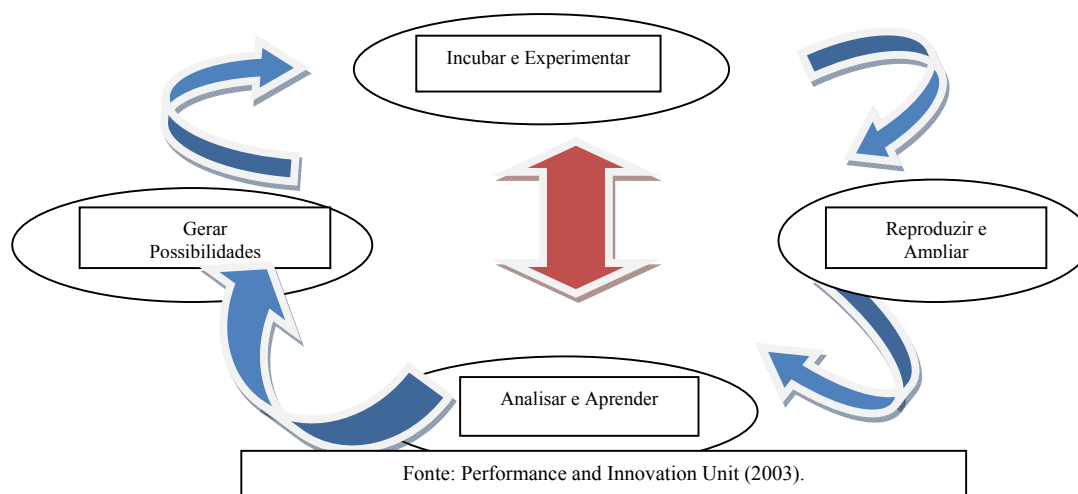 Incubar e Experimentar
Gerar
Possibilidades
Reproduzir e
Ampliar
Analisar e Aprender
Fonte: Performance and Innovation Unit (2003).